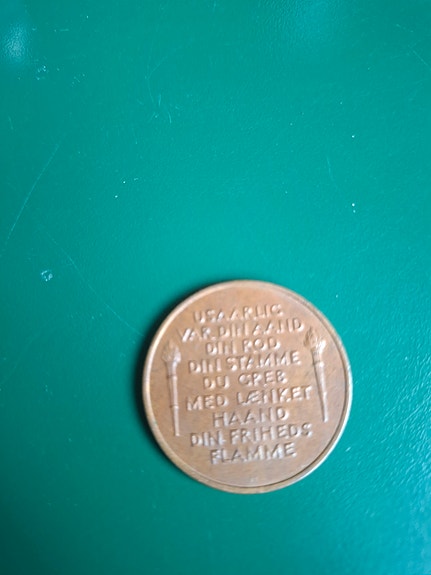 USAARLIG
VAR DIN AAND
DIN ROD
DIN STAMME
DU GREB
MED LÆNKET
HAAND
DIN FRIHEDS
FLAMME